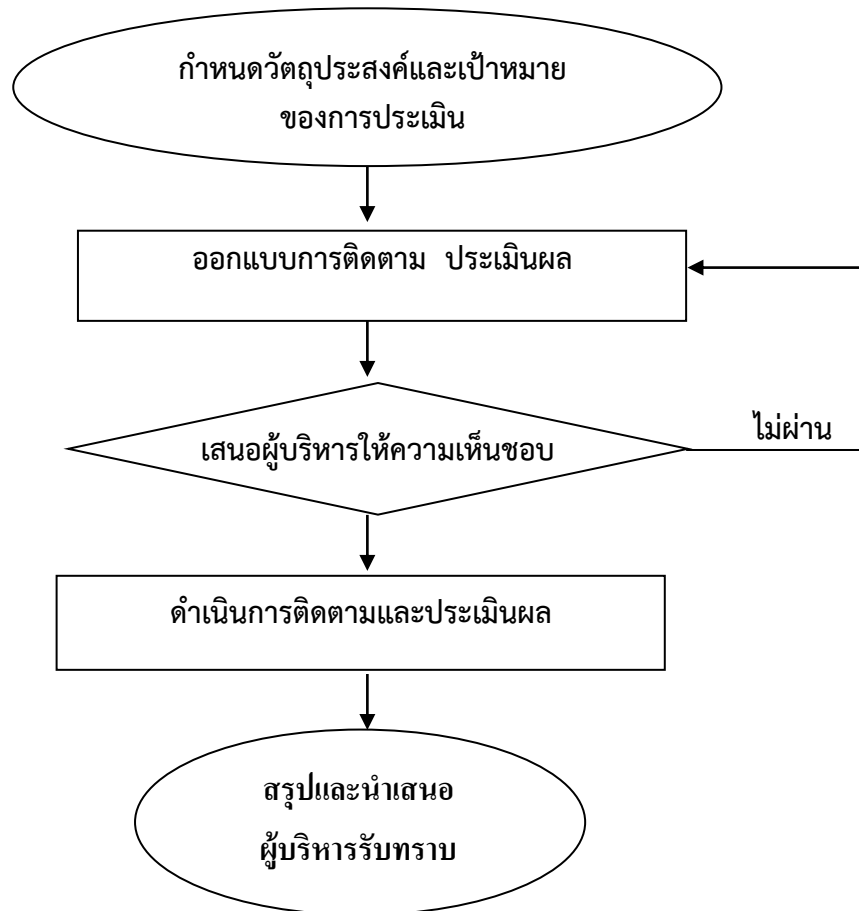 กำหนดวัตถุประสงค์และเป้าหมาย
ของการประเมิน
ออกแบบการติดตาม ประเมินผล
เสนอผู้บริหารให้ความเห็นชอบ
ไม่ผ่าน
ดำเนินการติดตามและประเมินผล
สรุปและนำเสนอ
ผู้บริหารรับทราบ